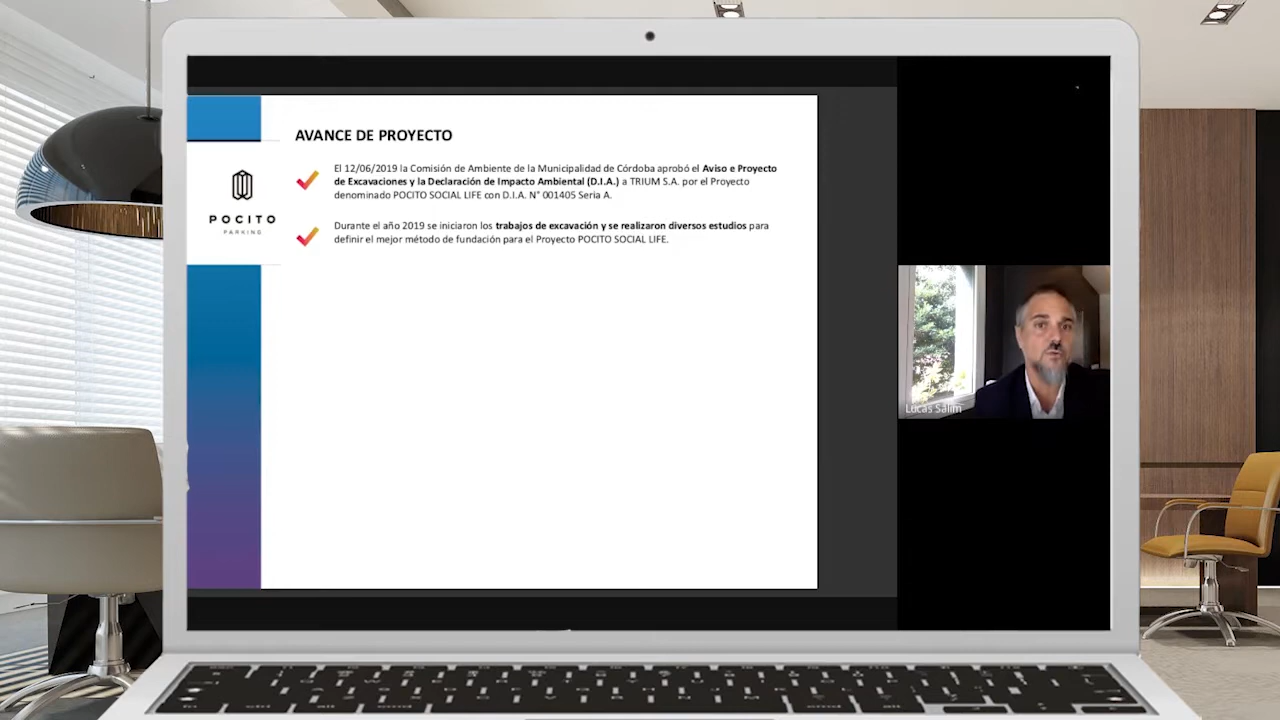 AVANCE DE PROYECTO
El 12/06/2019 la Comisión de Ambiente de la Municipalidad de Córdoba aprobó el Aviso e Proyecto
de Excavaciones y la Declaración de Impacto Ambiental (D.I.A.) a TRIUM S.A. por el Proyecto
denominado POCITO SOCIAL LIFE con D.I.A. N° 001405 Seria A.
POCITO
PARKING
Durante el año 2019 se iniciaron los trabajos de excavación y se realizaron diversos estudios para
definir el mejor método de fundación para el Proyecto POCITO SOCIAL LIFE.
Lucas Salim